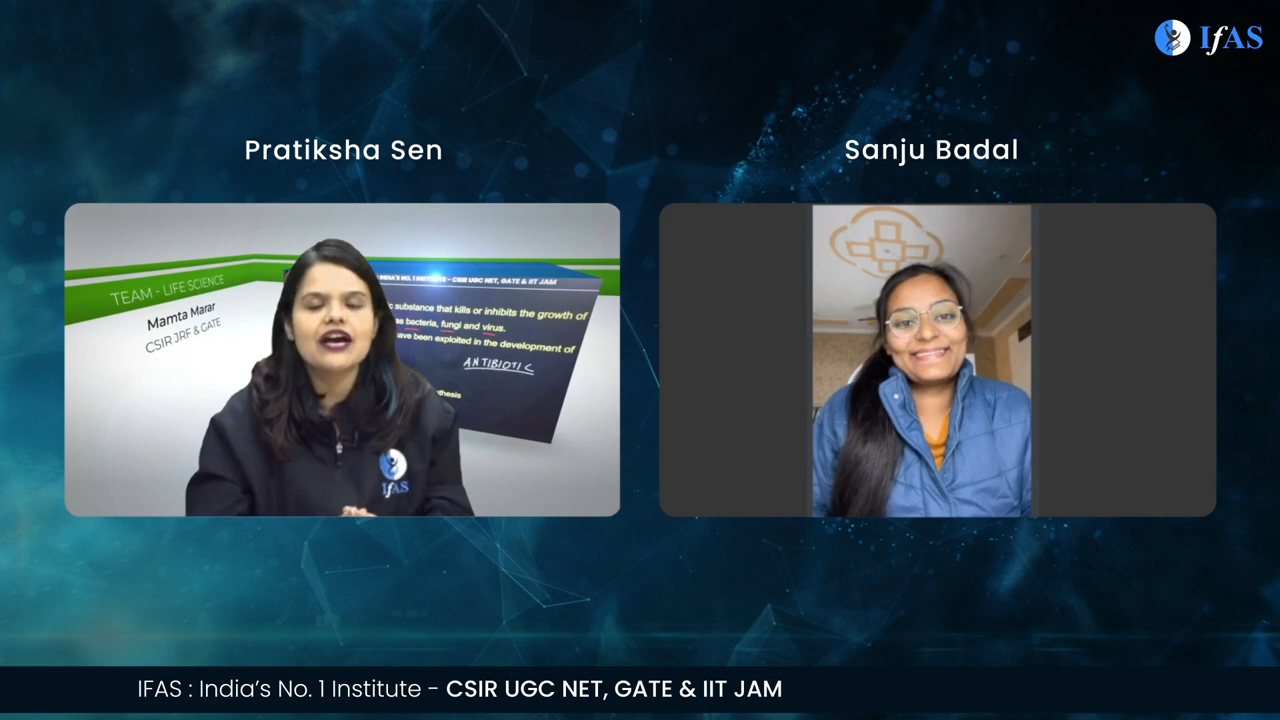 IfAS
Pratiksha Sen
Sanju Badal
TEAM - LIFE SCIENCE
Mamta Marar
CSIR JRF & GATE
INDIA'S NO. 1 INSTITUTE - CSIR UGC NET, GATE & IIT JAM
substance that kills or inhibits the growth of
as bacteria, fungi and virus.
have been exploited in the development of
ANTIBIOTIC
IfAS
IFAS : India's No. 1 Institute - CSIR UGC NET, GATE & IIT JAM